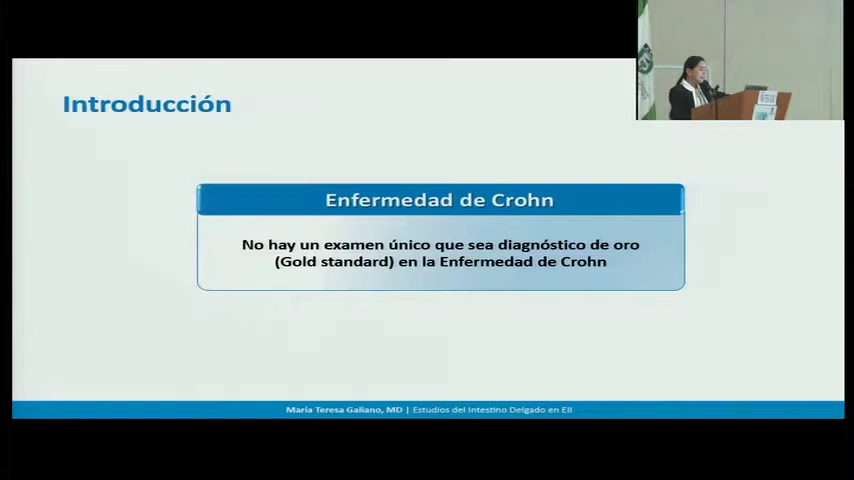 Introducción
Enfermedad de Crohn
No hay un examen único que sea diagnóstico de oro
(Gold standard) en la Enfermedad de Crohn
María Teresa Galiano, MD | Estudios del Intestino Delgado en EII